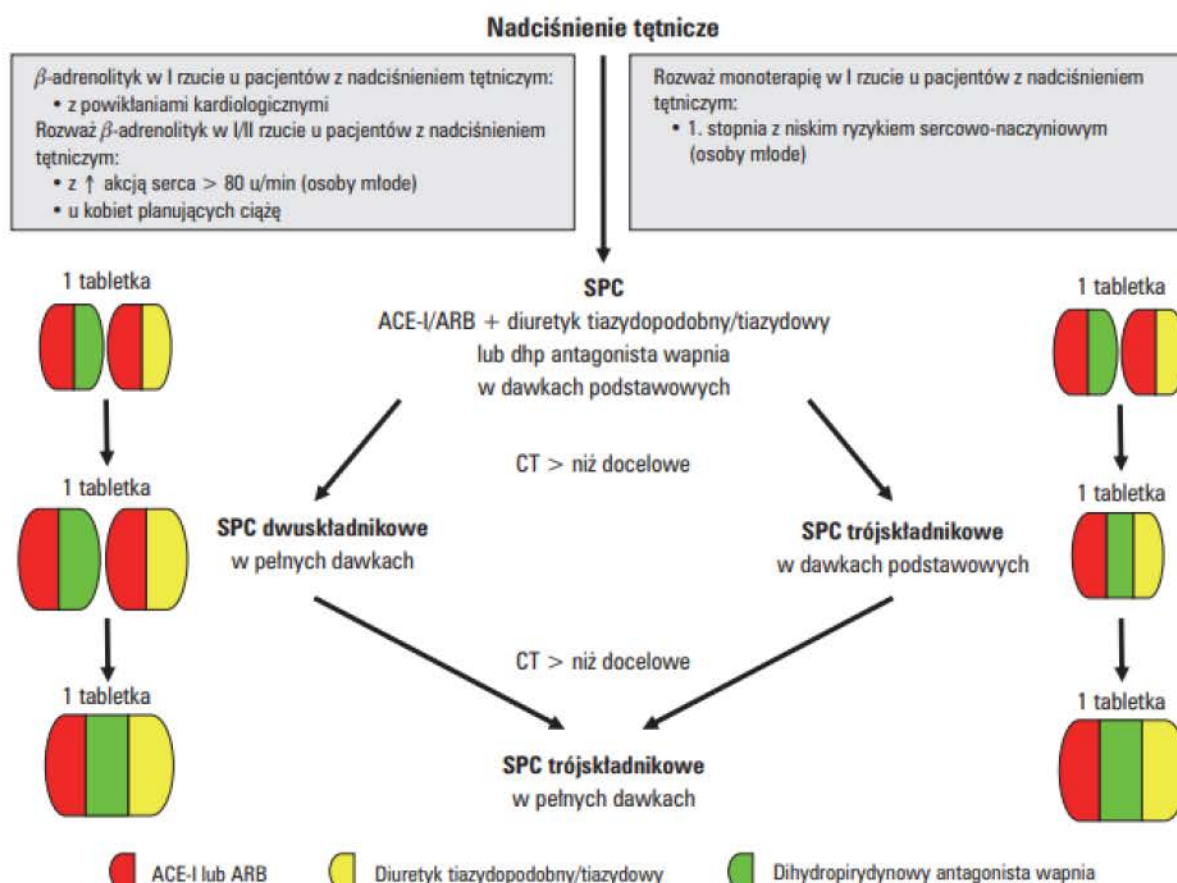 Nadciśnienie tętnicze
β-adrenolityk w I rzucie u pacjentów z nadciśnieniem tętniczym:
• z powikłaniami kardiologicznymi
Rozważ β-adrenolityk w I/II rzucie u pacjentów z nadciśnieniem
tętniczym:
• z ↑ akcją serca > 80 u/min (osoby młode)
• u kobiet planujących ciążę
Rozważ monoterapię w I rzucie u pacjentów z nadciśnieniem
tętniczym:
• 1. stopnia z niskim ryzykiem sercowo-naczyniowym
(osoby młode)
1 tabletka
SPC
ACE-I/ARB + diuretyk tiazydopodobny/tiazydowy
lub dhp antagonista wapnia
w dawkach podstawowych
1 tabletka
CT > niż docelowe
1 tabletka
SPC dwuskładnikowe
w pełnych dawkach
SPC trójskładnikowe
w dawkach podstawowych
1 tabletka
CT > niż docelowe
1 tabletka
SPC trójskładnikowe
w pełnych dawkach
1 tabletka
ACE-I lub ARB
Diuretyk tiazydopodobny/tiazydowy
Dihydropirydynowy antagonista wapnia